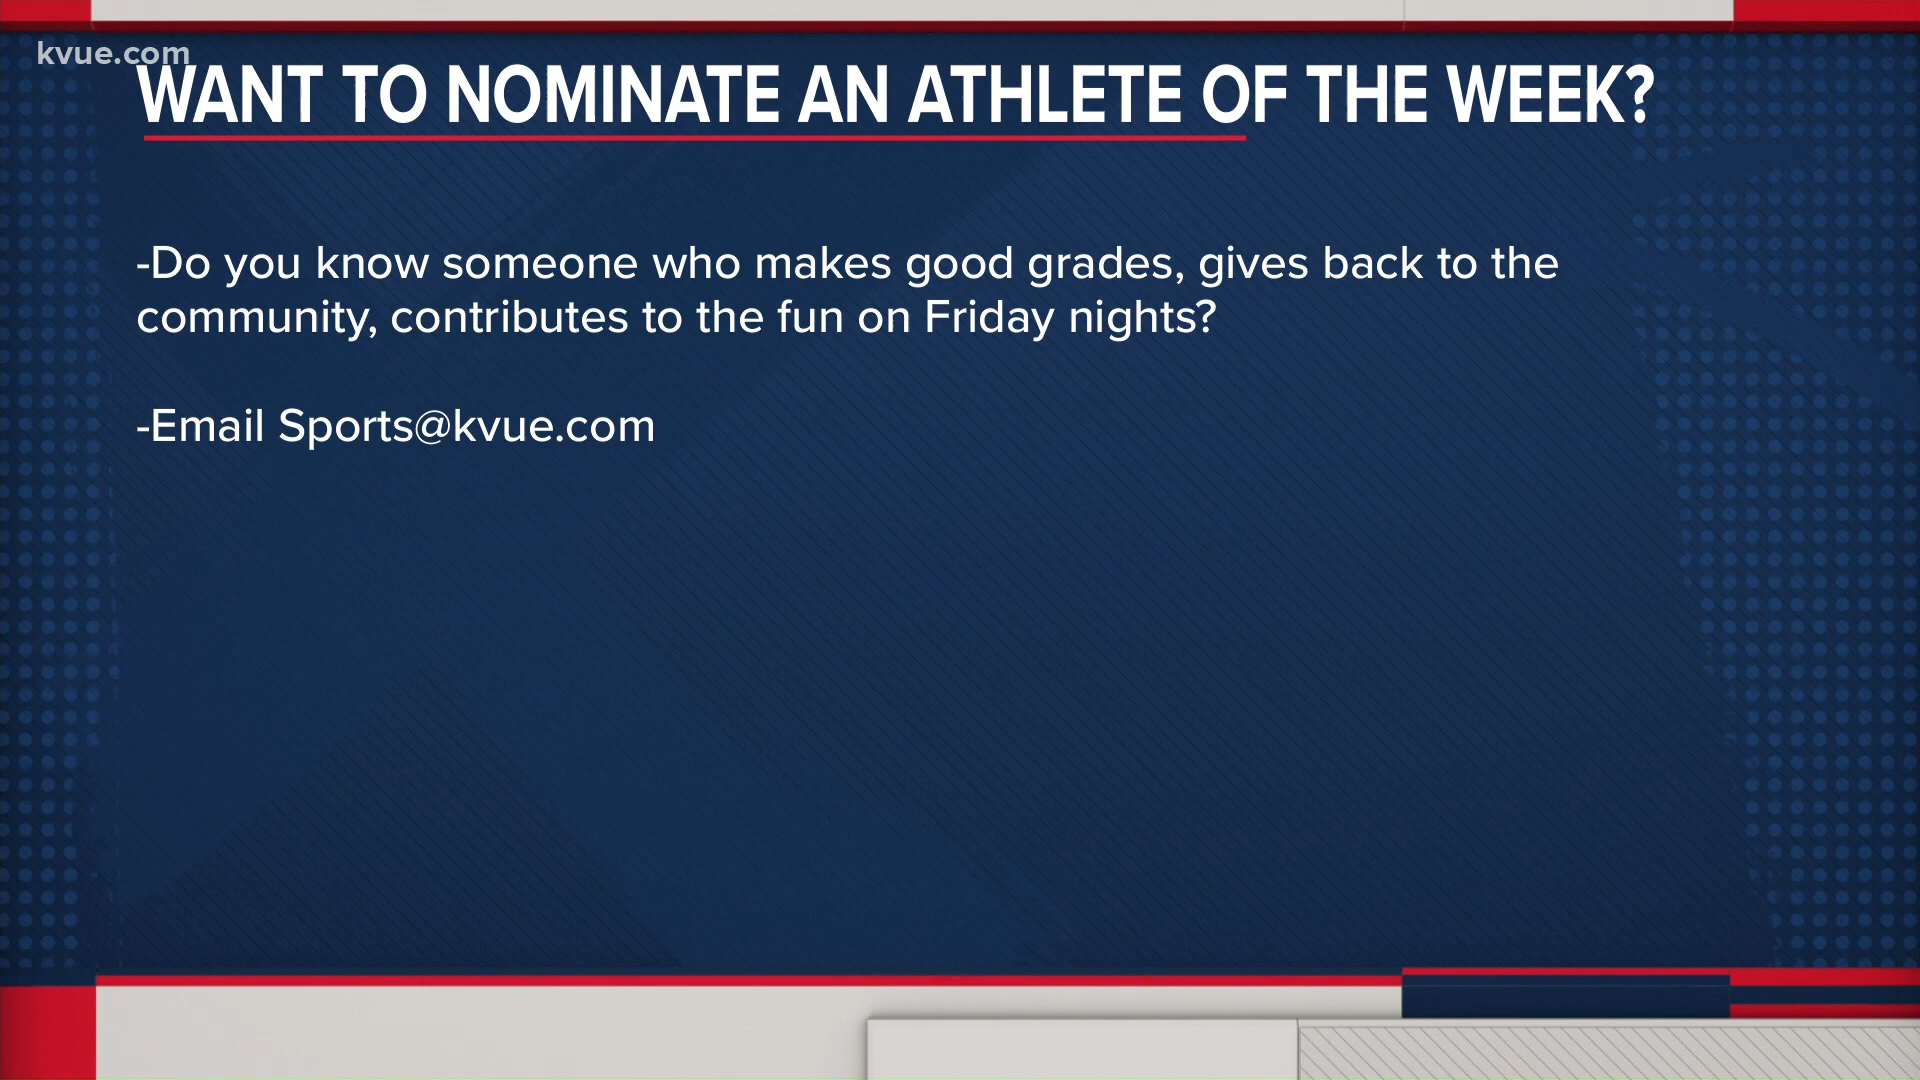 kvue.com
WANT TO NOMINATE AN ATHLETE OF THE WEEK?
-Do you know someone who makes good grades, gives back to the
community, contributes to the fun on Friday nights?
-Email Sports@kvue.com